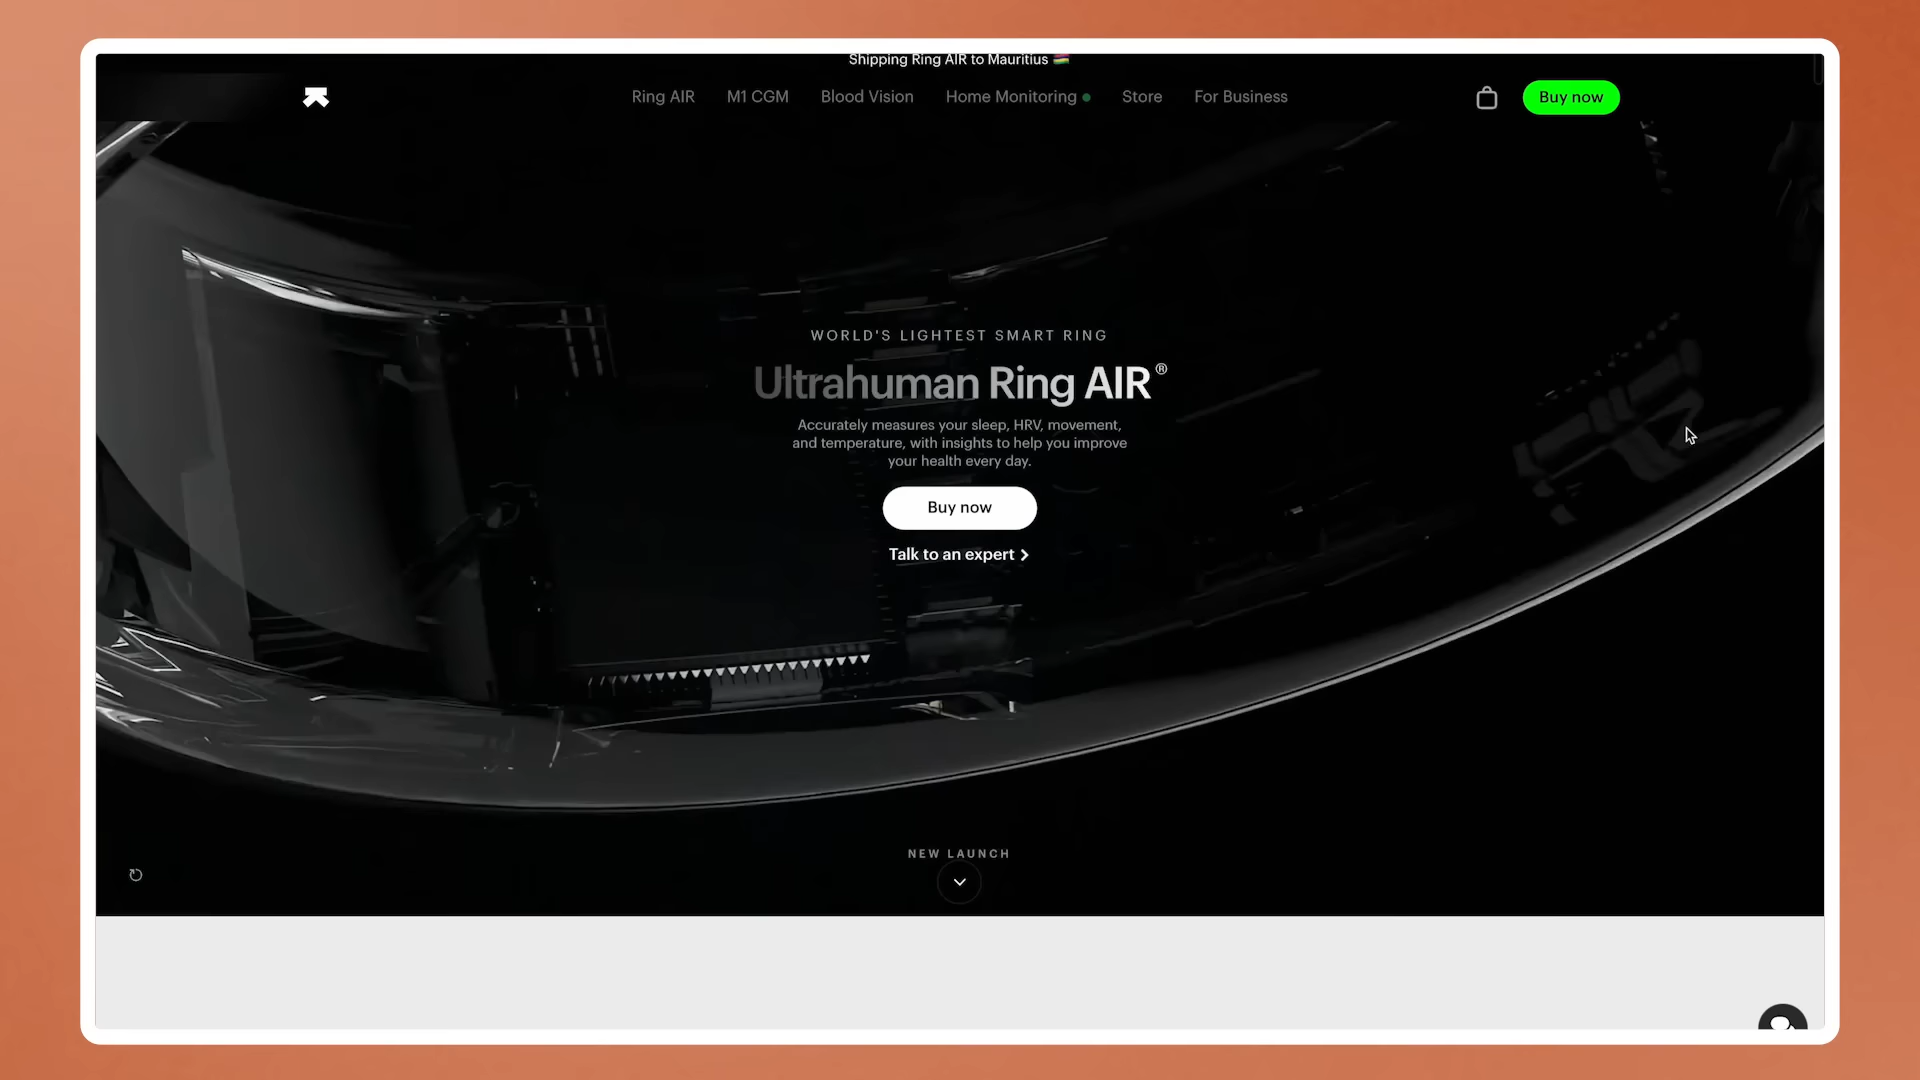 Shipping Ring AIR to Mauritius 🇲🇺
Ring AIR M1 CGM Blood Vision Home Monitoring Store For Business Buy now
WORLD'S LIGHTEST SMART RING
Ultrahuman Ring AIR®
Accurately measures your sleep, HRV, movement,
and temperature, with insights to help you improve
your health every day.
Buy now
Talk to an expert
NEW LAUNCH